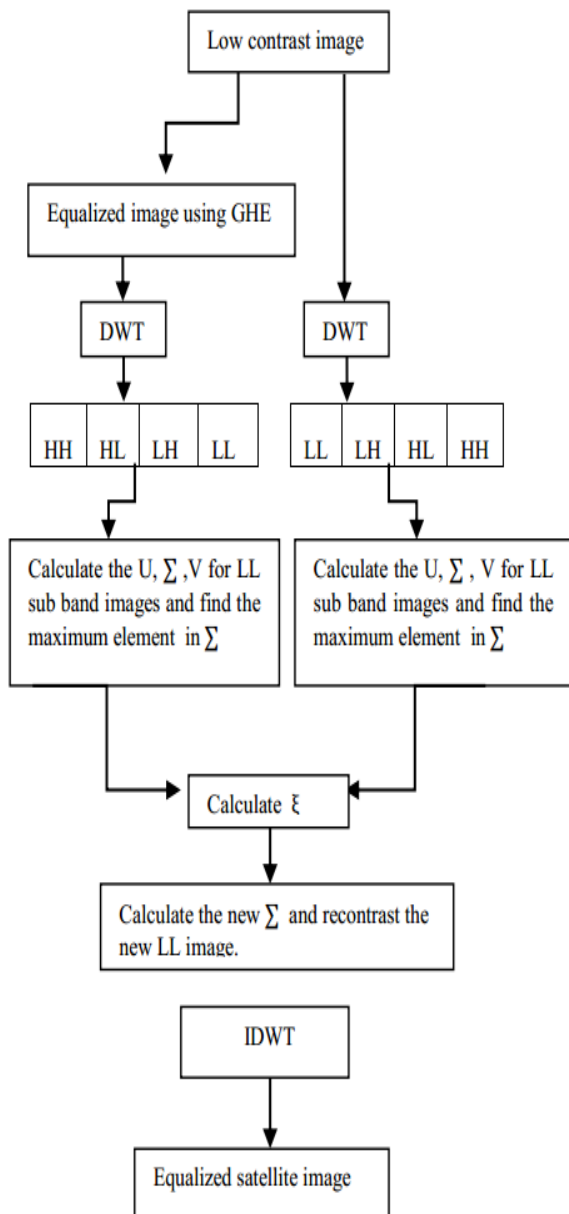 Low contrast image
Equalized image using GHE
DWT
DWT
HH HL LH LL
LL LH HL HH
Calculate the U, ∑ ,V for LL
sub band images and find the
maximum element in ∑
Calculate the U, ∑ , V for LL
sub band images and find the
maximum element in ∑
Calculate ξ
Calculate the new ∑ and recontrast the
new LL image.
IDWT
Equalized satellite image